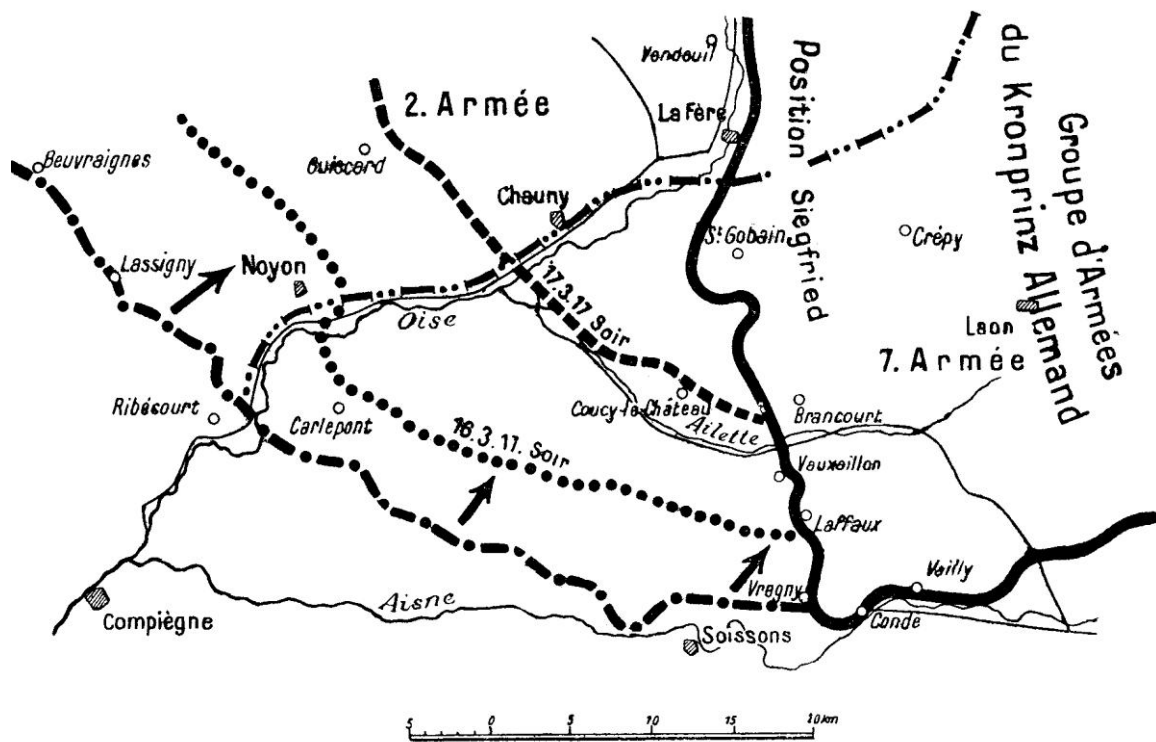 Vendeuil
Position Siegfried
du Kronprinz Allemand
Groupe d'Armées
2. Armée
La Fère
Beuvraignes
Guiscard
Chauny
St Gobain
Crépy
Lassigny
Noyon
17.3.17 Soir
Oise
Laon
7. Armée
Ribécourt
Carlepont
Coucy-le-Château
Brancourt
Ailette
16.3.17. Soir
Vauxaillon
Laffaux
Vregny
Vailly
Compiègne
Aisne
Soissons
Condé
5 0 5 10 15 20 km